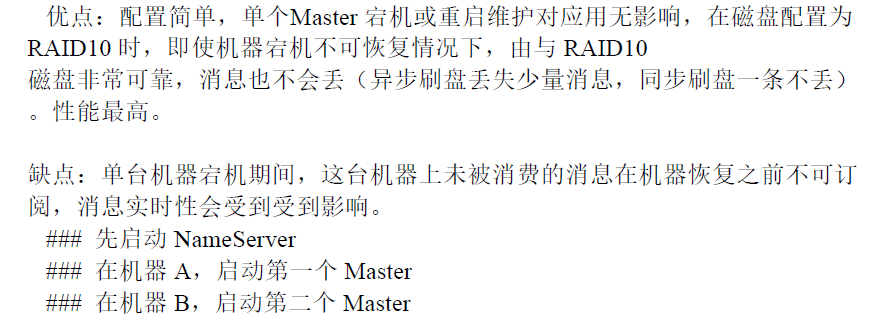 优点：配置简单，单个Master 宕机或重启维护对应用无影响，在磁盘配置为
RAID10 时，即使机器宕机不可恢复情况下，由与 RAID10
磁盘非常可靠，消息也不会丢（异步刷盘丢失少量消息，同步刷盘一条不丢）
。性能最高。
缺点：单台机器宕机期间，这台机器上未被消费的消息在机器恢复之前不可订
阅，消息实时性会受到受到影响。
### 先启动 NameServer
### 在机器 A，启动第一个 Master
### 在机器 B，启动第二个 Master